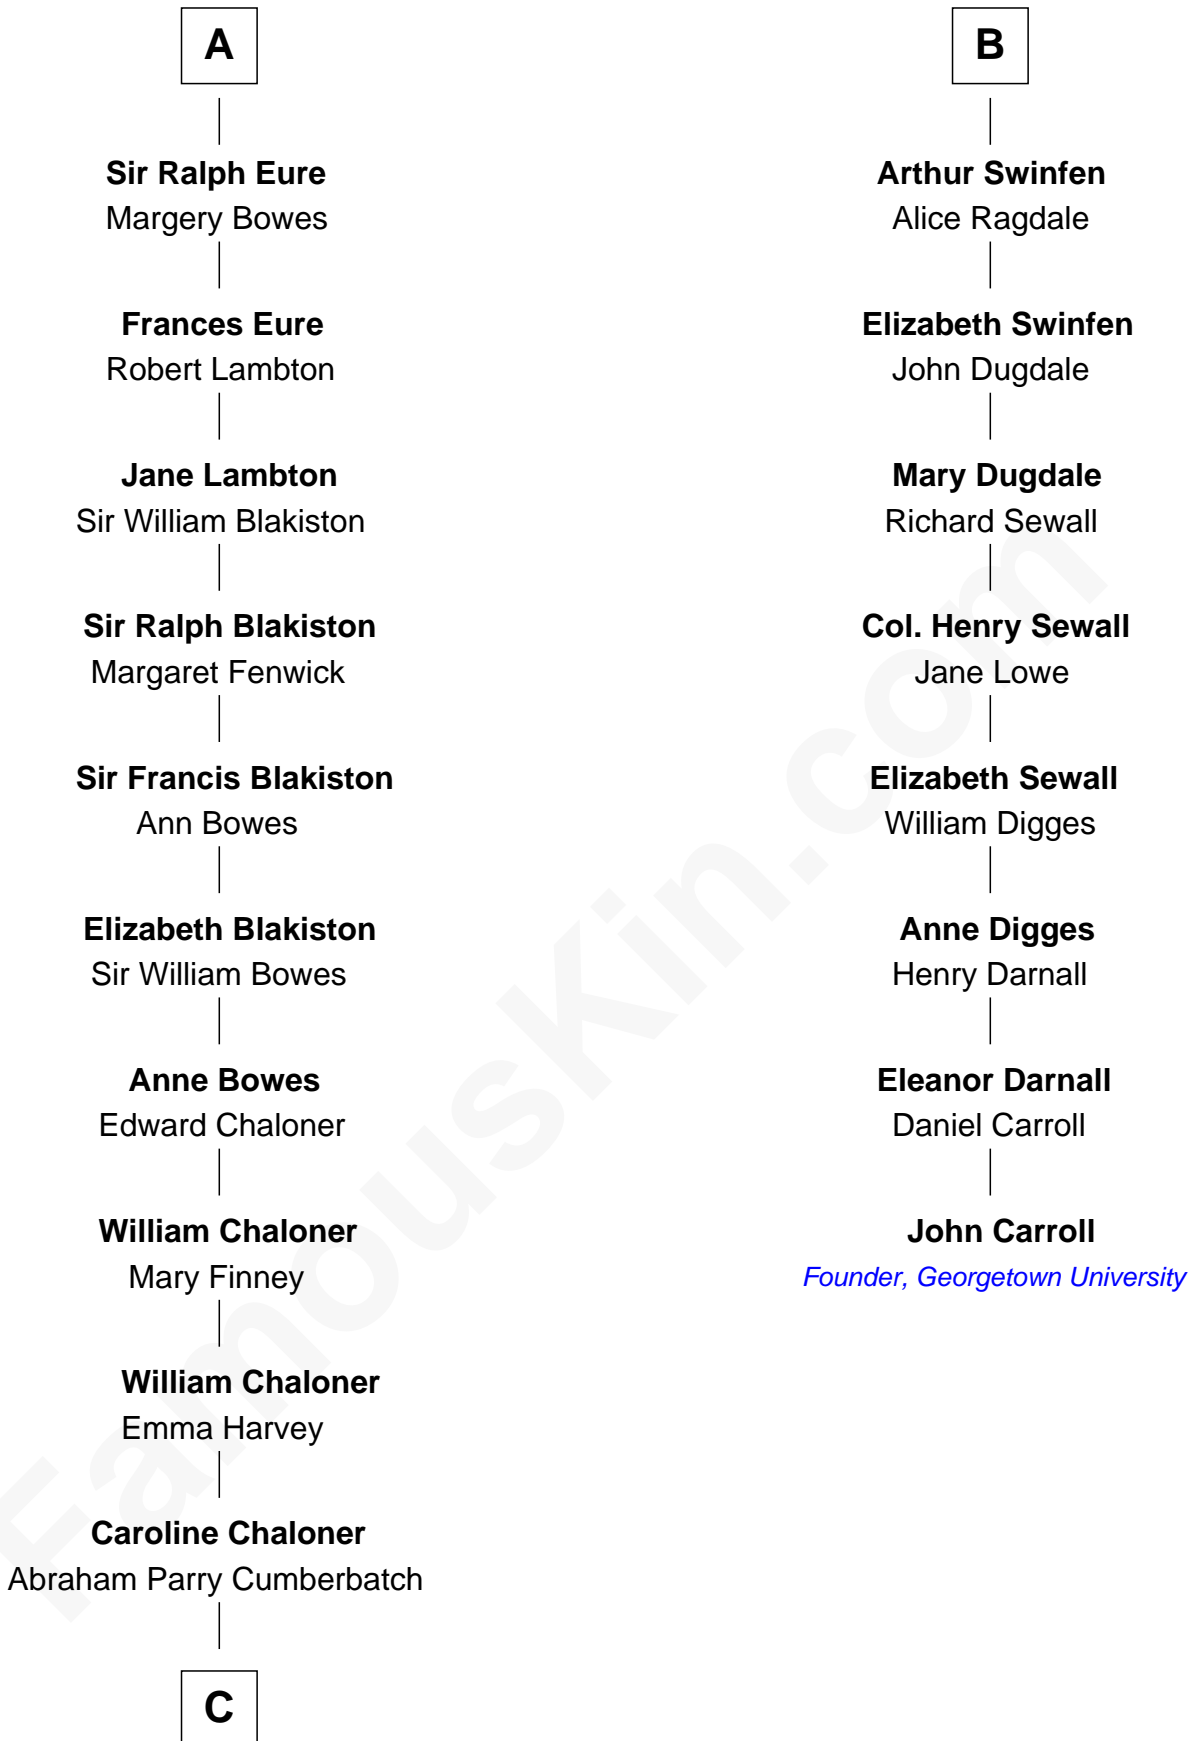 A
Sir Ralph Eure
Margery Bowes
Frances Eure
Robert Lambton
Jane Lambton
Sir William Blakiston
Sir Ralph Blakiston
Margaret Fenwick
Sir Francis Blakiston
Ann Bowes
Elizabeth Blakiston
Sir William Bowes
Anne Bowes
Edward Chaloner
William Chaloner
Mary Finney
William Chaloner
Emma Harvey
Caroline Chaloner
Abraham Parry Cumberbatch
C
B
Arthur Swinfen
Alice Ragdale
Elizabeth Swinfen
John Dugdale
Mary Dugdale
Richard Sewall
Col. Henry Sewall
Jane Lowe
Elizabeth Sewall
William Digges
Anne Digges
Henry Darnall
Eleanor Darnall
Daniel Carroll
John Carroll
Founder, Georgetown University
FamousKin.com